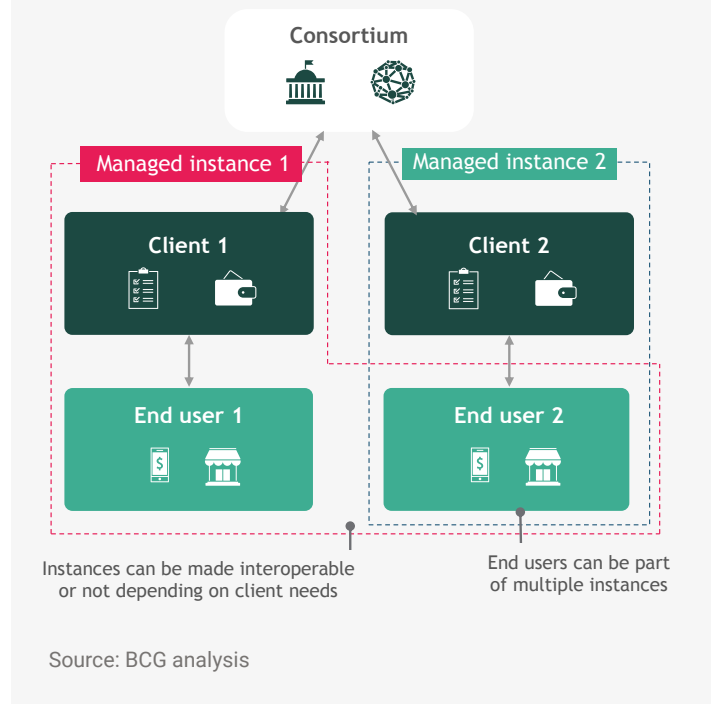 Consortium
Managed instance 1
Managed instance 2
Client 1
Client 2
End user 1
End user 2
$
$
Instances can be made interoperable
or not depending on client needs
End users can be part
of multiple instances
Source: BCG analysis